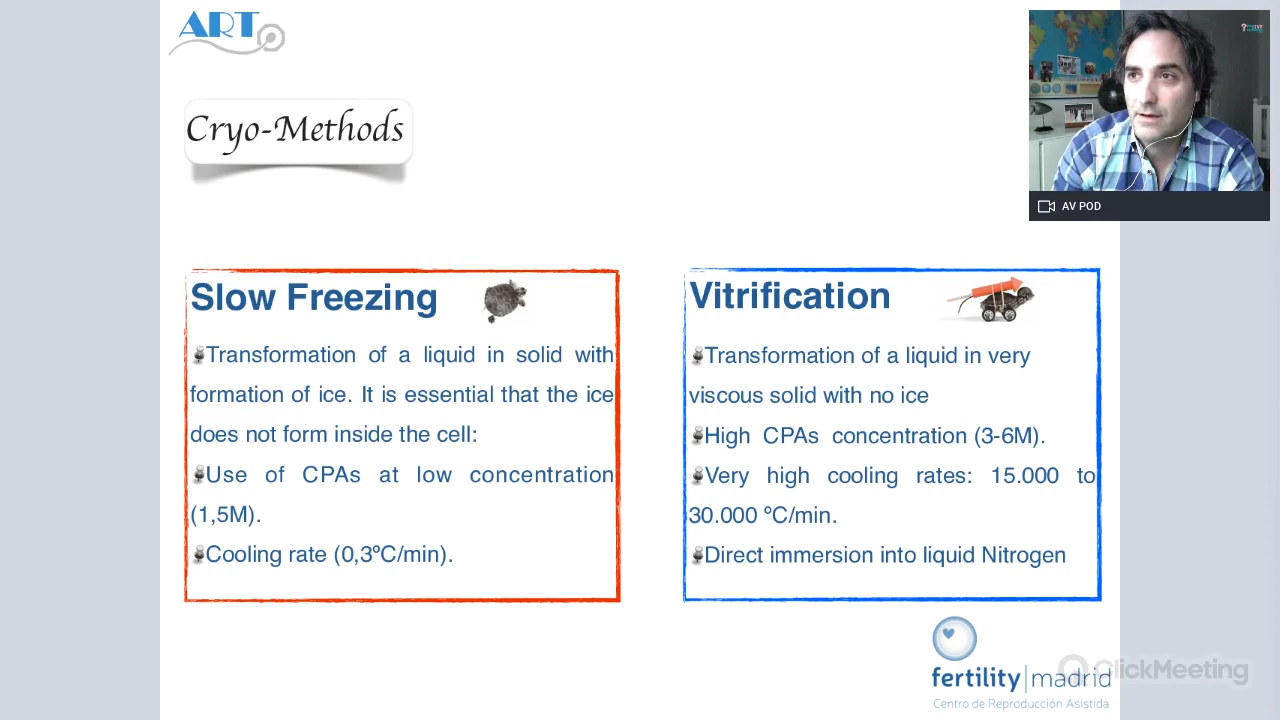 ART
AV POD
Cryo-Methods
Slow Freezing
Transformation of a liquid in solid with
formation of ice. It is essential that the ice
does not form inside the cell:
Use of CPAs at low concentration
(1,5M).
Cooling rate (0,3ºC/min).
Vitrification
Transformation of a liquid in very
viscous solid with no ice
High CPAs concentration (3-6M).
Very high cooling rates: 15.000 to
30.000 ºC/min.
Direct immersion into liquid Nitrogen
fertility|madrid
Centro de Reproducción Asistida
ClickMeeting